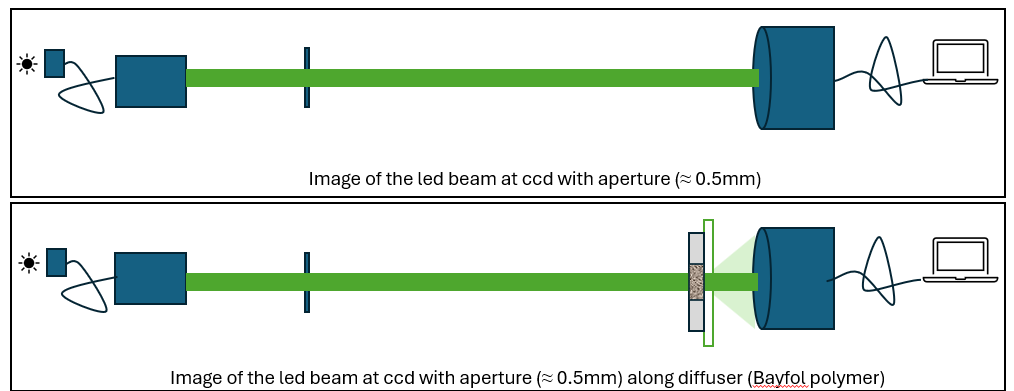 Image of the led beam at ccd with aperture (≈ 0.5mm)
Image of the led beam at ccd with aperture (≈ 0.5mm) along diffuser (Bayfol polymer)